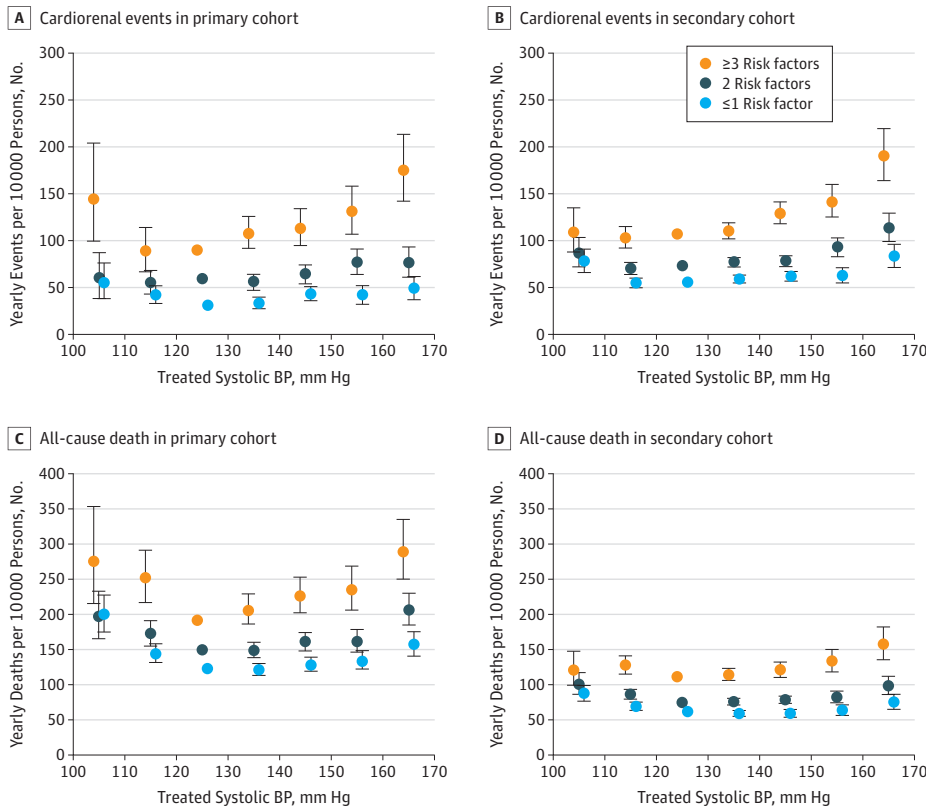 A Cardiorenal events in primary cohort
300
250
200
150
100
50
0
Yearly Events per 10 000 Persons, No.
100 110 120 130 140 150 160 170
Treated Systolic BP, mm Hg
B Cardiorenal events in secondary cohort
≥3 Risk factors
2 Risk factors
≤1 Risk factor
300
250
200
150
100
50
0
Yearly Events per 10 000 Persons, No.
100 110 120 130 140 150 160 170
Treated Systolic BP, mm Hg
C All-cause death in primary cohort
400
350
300
250
200
150
100
50
0
Yearly Deaths per 10 000 Persons, No.
100 110 120 130 140 150 160 170
Treated Systolic BP, mm Hg
D All-cause death in secondary cohort
400
350
300
250
200
150
100
50
0
Yearly Deaths per 10 000 Persons, No.
100 110 120 130 140 150 160 170
Treated Systolic BP, mm Hg